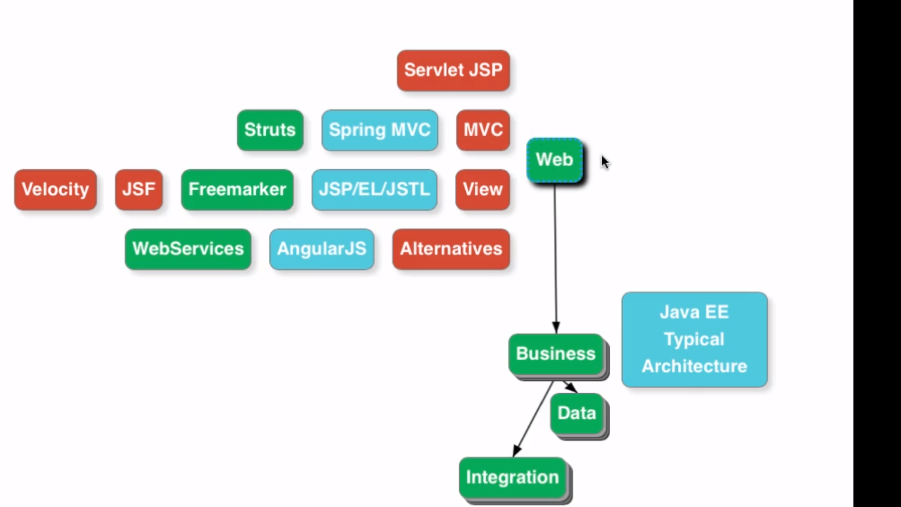 Servlet JSP
Struts
Spring MVC
MVC
Web
Velocity
JSF
Freemarker
JSP/EL/JSTL
View
WebServices
AngularJS
Alternatives
Java EE
Typical
Architecture
Business
Data
Integration